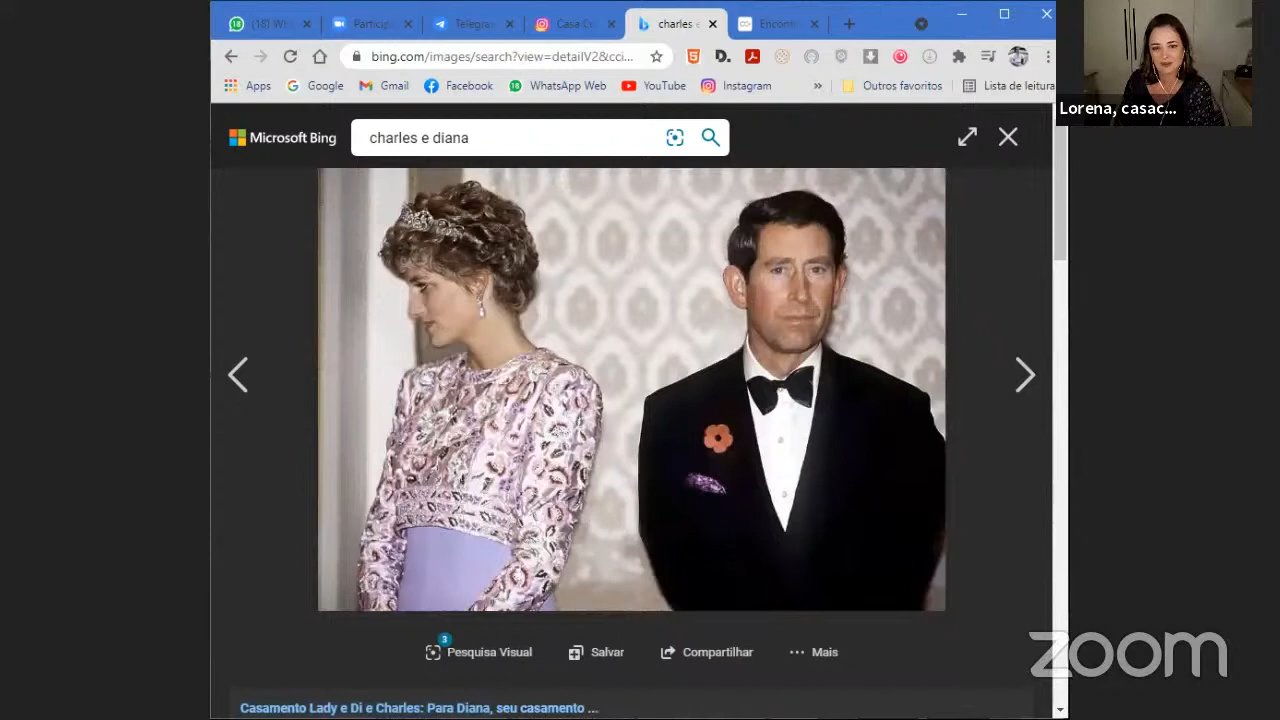 (18) Wh
Particip
Telegra
Casa Co
charles e
Encontr
bing.com/images/search?view=detailV2&cci...
Apps
Google
Gmail
Facebook
WhatsApp Web
YouTube
Instagram
»
Outros favoritos
Lista de leitura
Lorena, casac...
Microsoft Bing
charles e diana
3
Pesquisa Visual
Salvar
Compartilhar
Mais
zoom
Casamento Lady e Di e Charles: Para Diana, seu casamento ...